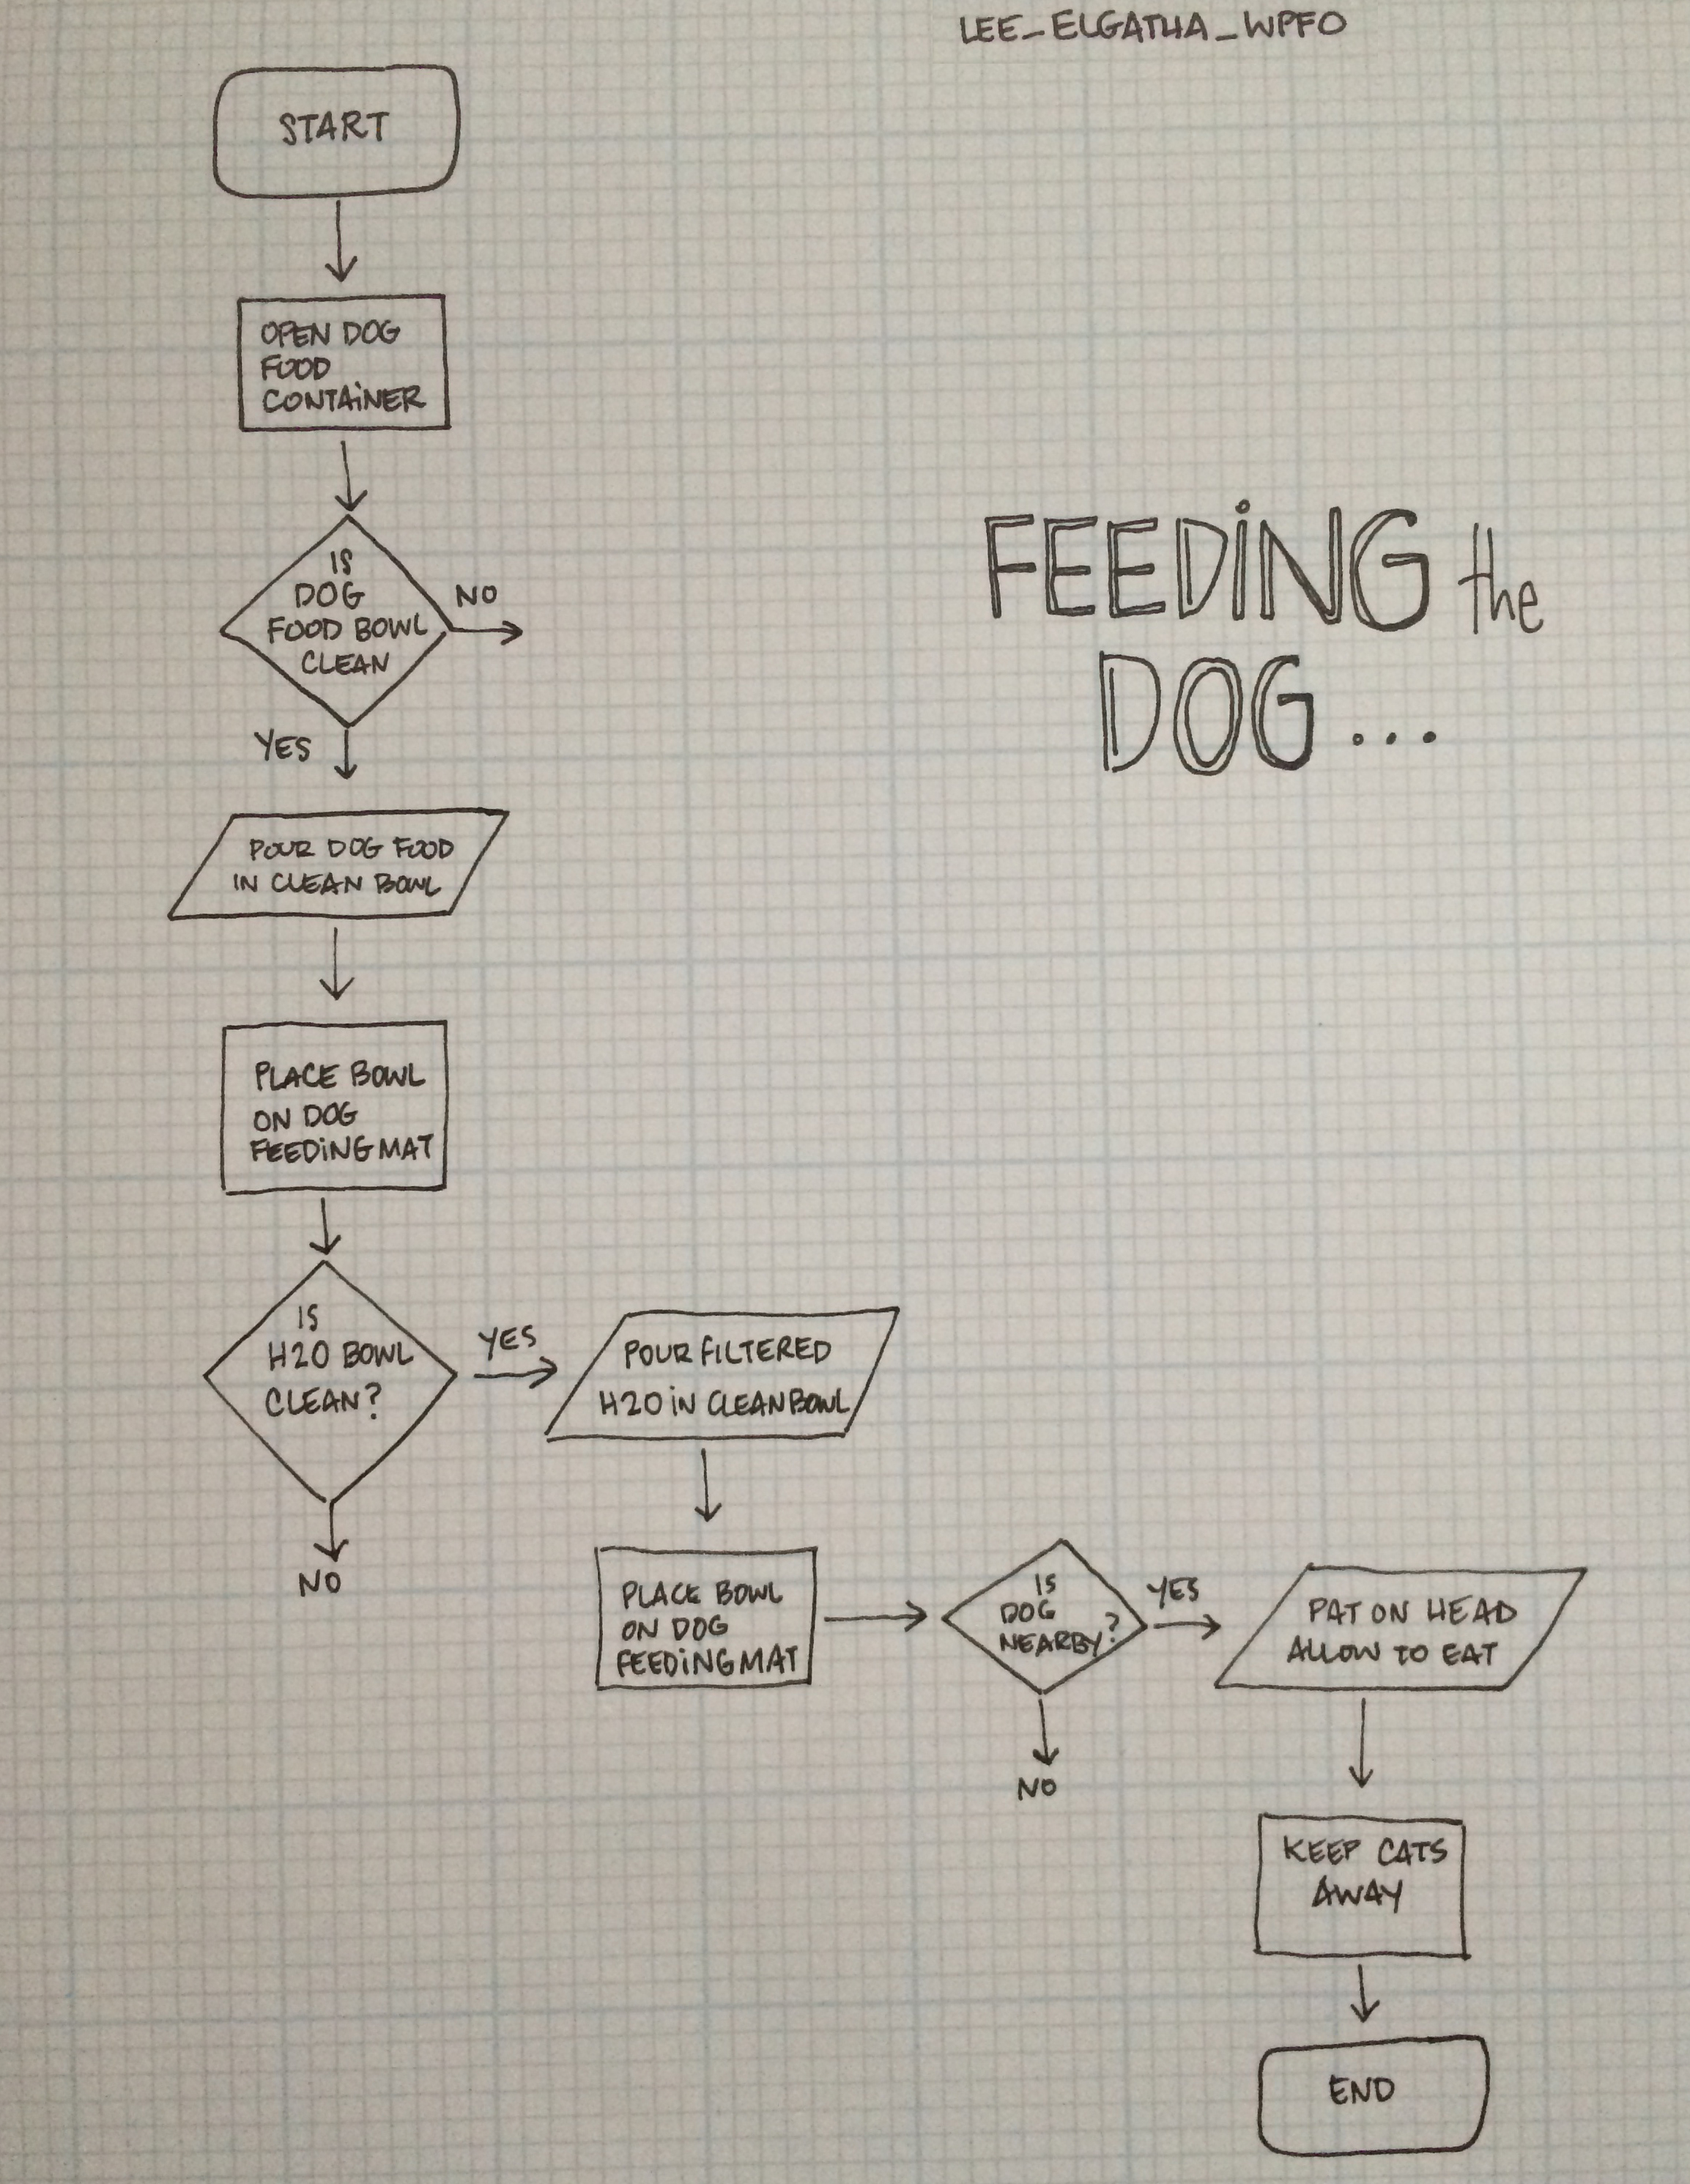 LEE_ELGATHA_WPFO
START
OPEN DOG
FOOD
CONTAiNER
FEEDiNG the
DOG...
IS
DOG
FOOD BOWL
CLEAN
NO
YES
POUR DOG FOOD
IN CLEAN BOWL
PLACE BOWL
ON DOG
FEEDiNG MAT
IS
H2O BOWL
CLEAN?
YES
NO
POUR FILTERED
H2O iN CLEAN BOWL
PLACE BOWL
ON DOG
FEEDiNG MAT
IS
DOG
NEARBY?
YES
NO
PAT ON HEAD
ALLOW TO EAT
KEEP CATS
AWAY
END